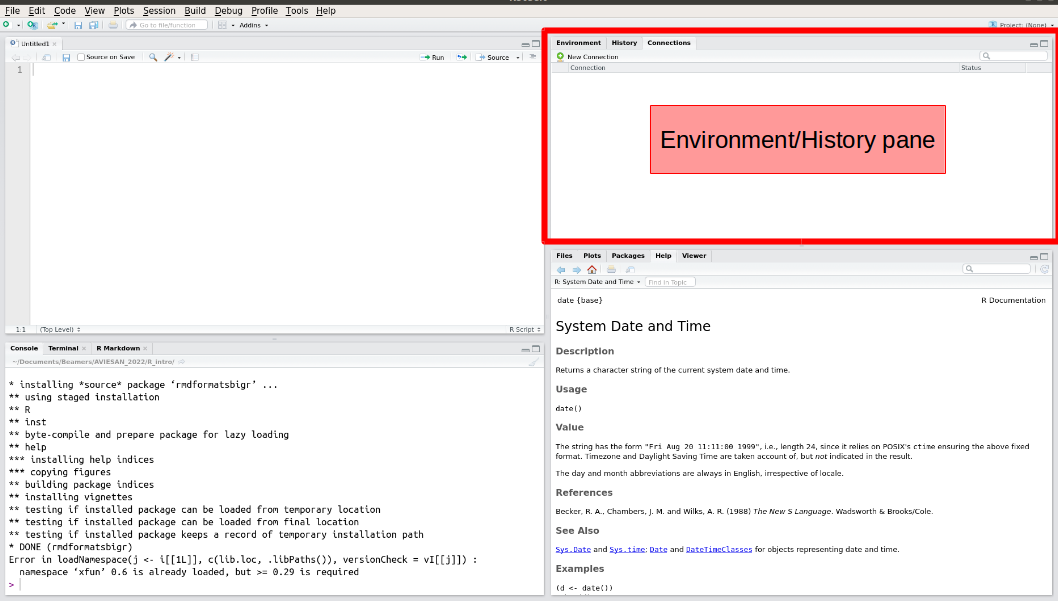 File Edit Code View Plots Session Build Debug Profile Tools Help
Go to file/function Addins Project: (None)
Untitled1
Source on Save Run Source
1
1:1 (Top Level) R Script
Environment History Connections
New Connection
Connection Status
Environment/History pane
Console Terminal R Markdown
~/Documents/Beamers/AVIESAN_2022/R_intro/
* installing *source* package ‘rmdformatsbigr’ ...
** using staged installation
** R
** inst
** byte-compile and prepare package for lazy loading
** help
*** installing help indices
*** copying figures
** building package indices
** installing vignettes
** testing if installed package can be loaded from temporary location
** testing if installed package can be loaded from final location
** testing if installed package keeps a record of temporary installation path
* DONE (rmdformatsbigr)
Error in loadNamespace(j <- i[[1L]], c(lib.loc, .libPaths()), versionCheck = vI[[j]]) :
namespace ‘xfun’ 0.6 is already loaded, but >= 0.29 is required
>
Files Plots Packages Help Viewer
R: System Date and Time Find in Topic
date {base} R Documentation
System Date and Time
Description
Returns a character string of the current system date and time.
Usage
date()
Value
The string has the form "Fri Aug 20 11:11:00 1999", i.e., length 24, since it relies on POSIX's ctime ensuring the above fixed
format. Timezone and Daylight Saving Time are taken account of, but not indicated in the result.
The day and month abbreviations are always in English, irrespective of locale.
References
Becker, R. A., Chambers, J. M. and Wilks, A. R. (1988) The New S Language. Wadsworth & Brooks/Cole.
See Also
Sys.Date and Sys.time; Date and DateTimeClasses for objects representing date and time.
Examples
(d <- date())